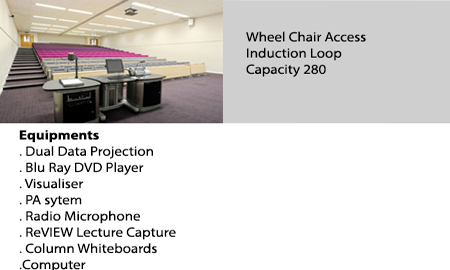 Wheel Chair Access
Induction Loop
Capacity 280
Equipments
. Dual Data Projection
. Blu Ray DVD Player
. Visualiser
. PA sytem
. Radio Microphone
. ReVIEW Lecture Capture
. Column Whiteboards
.Computer